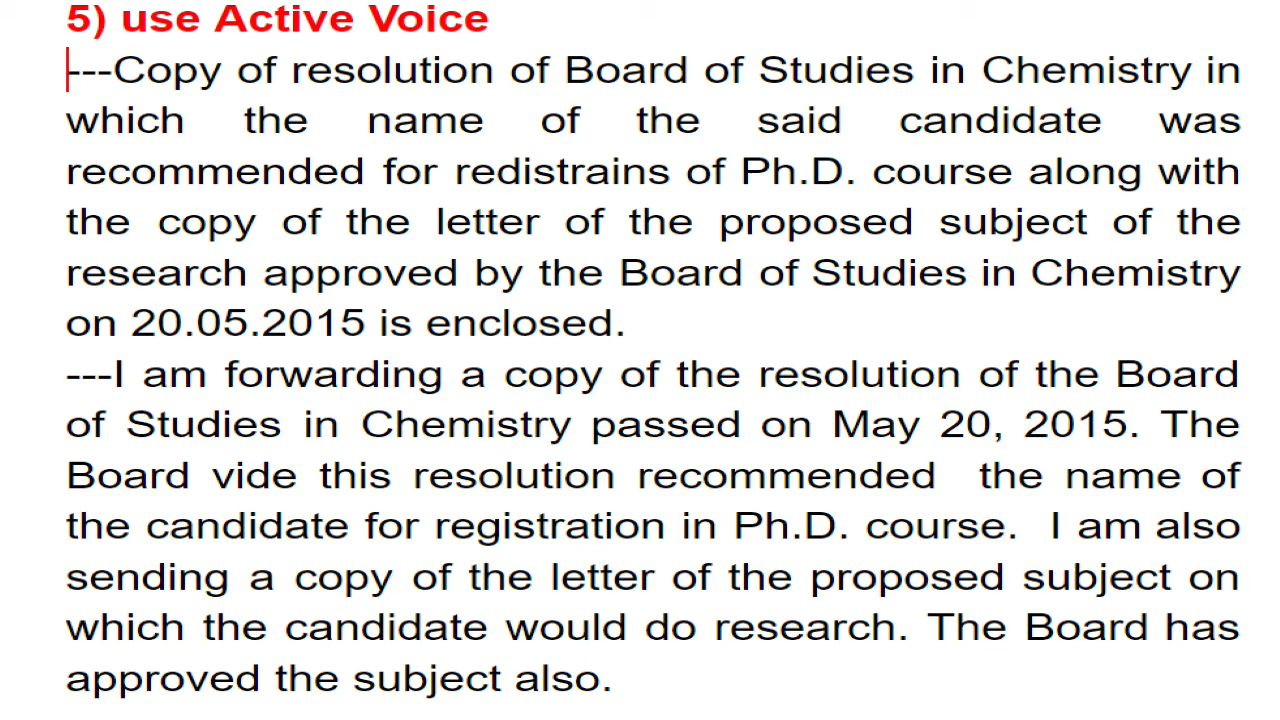 5) use Active Voice
---Copy of resolution of Board of Studies in Chemistry in
which the name of the said candidate was
recommended for redistrains of Ph.D. course along with
the copy of the letter of the proposed subject of the
research approved by the Board of Studies in Chemistry
on 20.05.2015 is enclosed.
---I am forwarding a copy of the resolution of the Board
of Studies in Chemistry passed on May 20, 2015. The
Board vide this resolution recommended the name of
the candidate for registration in Ph.D. course. I am also
sending a copy of the letter of the proposed subject on
which the candidate would do research. The Board has
approved the subject also.